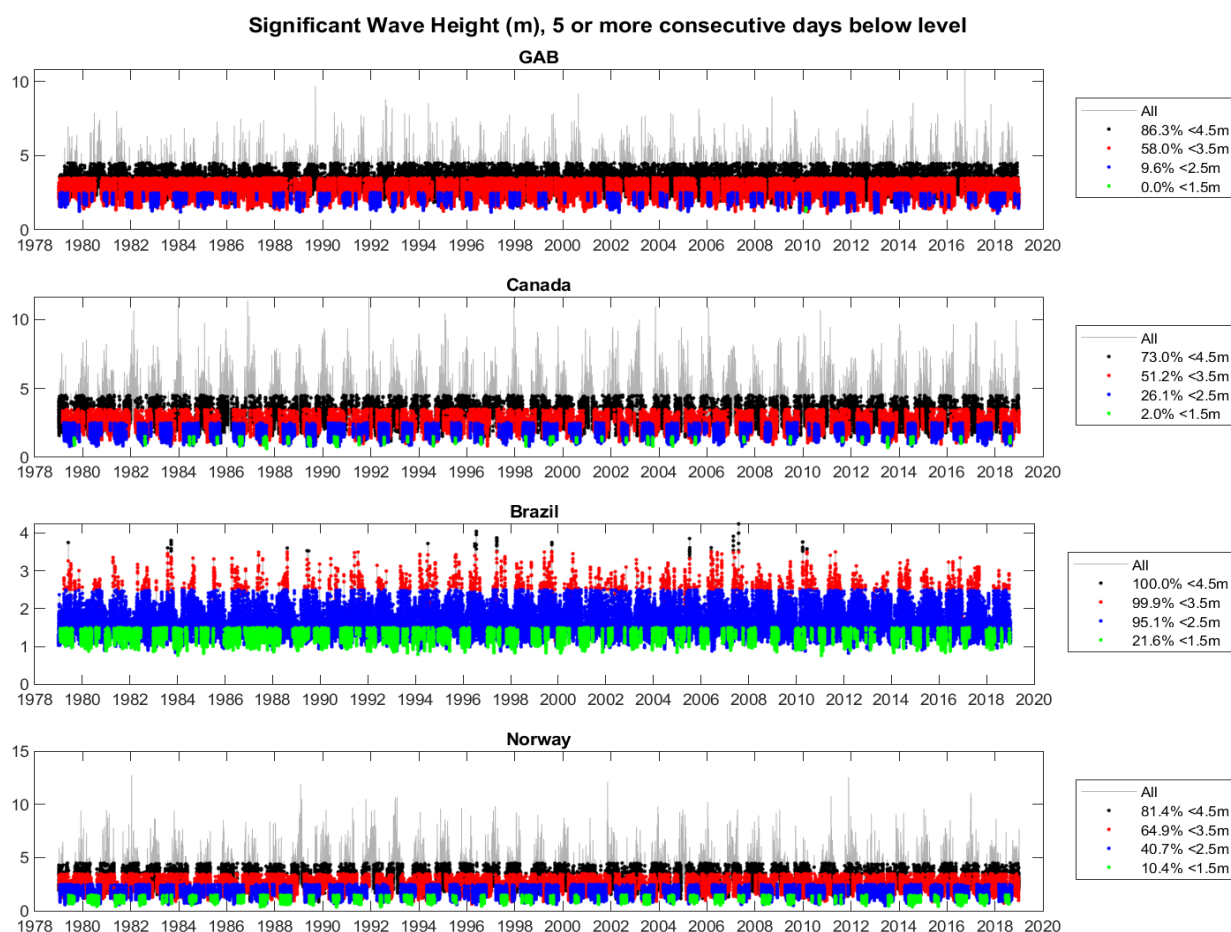 Significant Wave Height (m), 5 or more consecutive days below level
GAB
10
5
0
1978 1980 1982 1984 1986 1988 1990 1992 1994 1996 1998 2000 2002 2004 2006 2008 2010 2012 2014 2016 2018 2020
All
86.3% <4.5m
58.0% <3.5m
9.6% <2.5m
0.0% <1.5m
Canada
10
5
0
1978 1980 1982 1984 1986 1988 1990 1992 1994 1996 1998 2000 2002 2004 2006 2008 2010 2012 2014 2016 2018 2020
All
73.0% <4.5m
51.2% <3.5m
26.1% <2.5m
2.0% <1.5m
Brazil
4
3
2
1
0
1978 1980 1982 1984 1986 1988 1990 1992 1994 1996 1998 2000 2002 2004 2006 2008 2010 2012 2014 2016 2018 2020
All
100.0% <4.5m
99.9% <3.5m
95.1% <2.5m
21.6% <1.5m
Norway
15
10
5
0
1978 1980 1982 1984 1986 1988 1990 1992 1994 1996 1998 2000 2002 2004 2006 2008 2010 2012 2014 2016 2018 2020
All
81.4% <4.5m
64.9% <3.5m
40.7% <2.5m
10.4% <1.5m